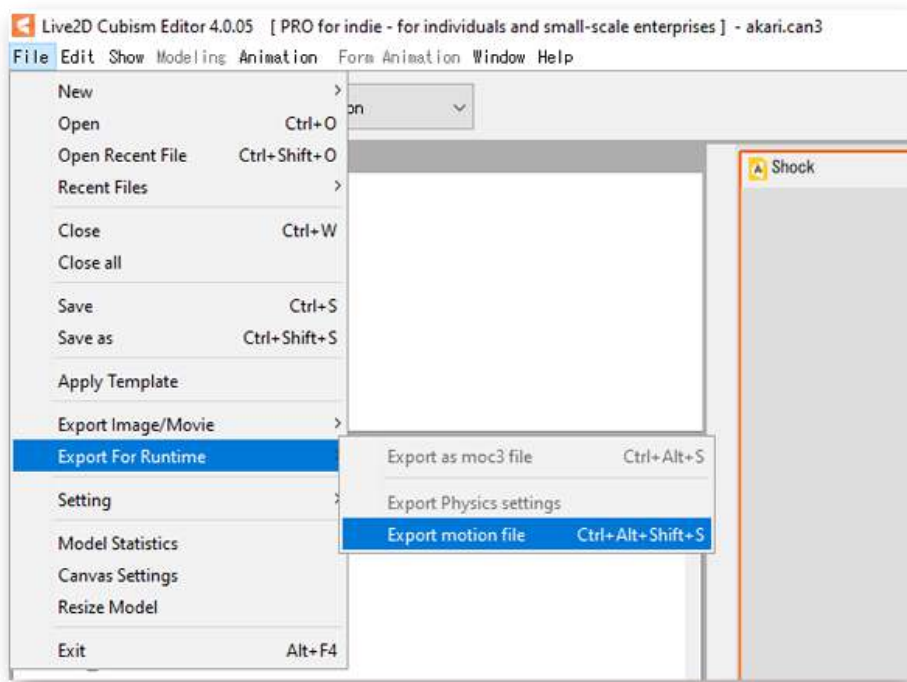 Live2D Cubism Editor 4.0.05 [ PRO for indie - for individuals and small-scale enterprises ] - akari.can3
File Edit Show Modeling Animation Form Animation Window Help
New
on
Open Ctrl+O
Open Recent File Ctrl+Shift+O
Recent Files
Shock
Close Ctrl+W
Close all
Save Ctrl+S
Save as Ctrl+Shift+S
Apply Template
Export Image/Movie
Export For Runtime
Export as moc3 file Ctrl+Alt+S
Setting
Export Physics settings
Export motion file Ctrl+Alt+Shift+S
Model Statistics
Canvas Settings
Resize Model
Exit Alt+F4